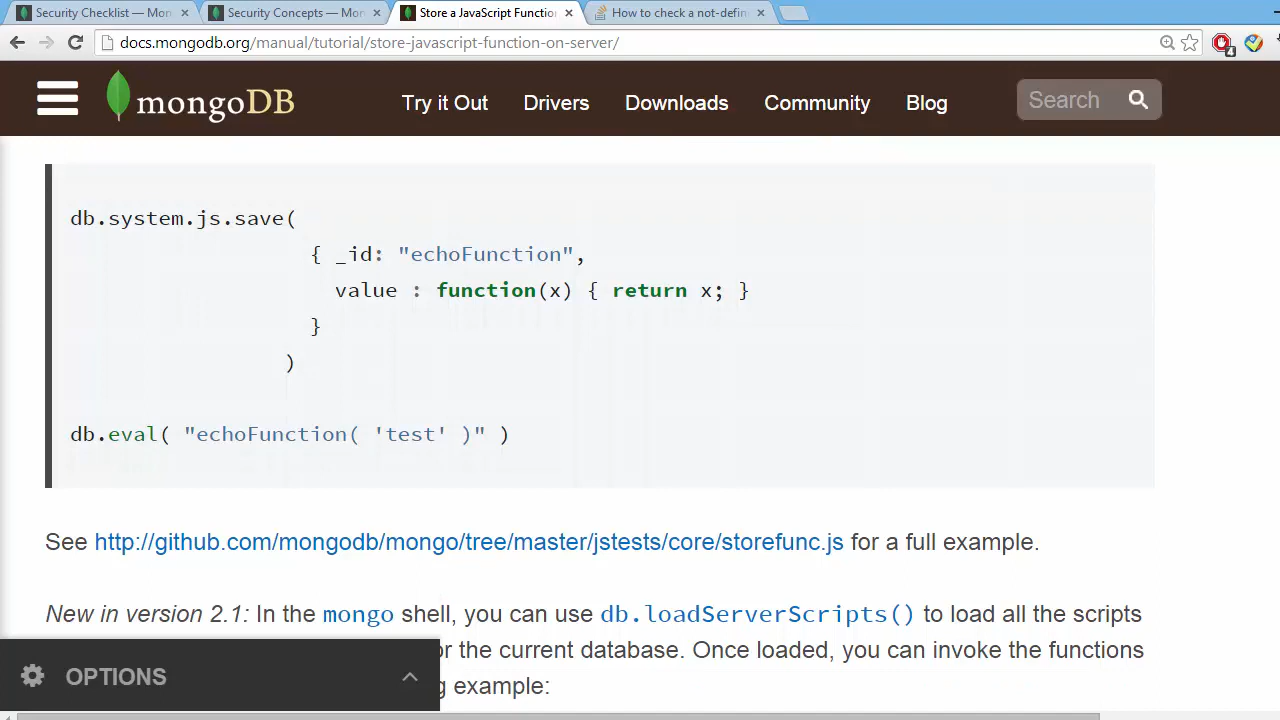 Security Checklist — Mon
Security Concepts — Mon
Store a JavaScript Functio
How to check a not-defin
docs.mongodb.org/manual/tutorial/store-javascript-function-on-server/
4
mongoDB
Try it Out
Drivers
Downloads
Community
Blog
Search
db.system.js.save(
{ _id: "echoFunction",
value : function(x) { return x; }
}
)
db.eval( "echoFunction( 'test' )" )
See http://github.com/mongodb/mongo/tree/master/jstests/core/storefunc.js for a full example.
New in version 2.1: In the mongo shell, you can use db.loadServerScripts() to load all the scripts
the current database. Once loaded, you can invoke the functions
example:
OPTIONS